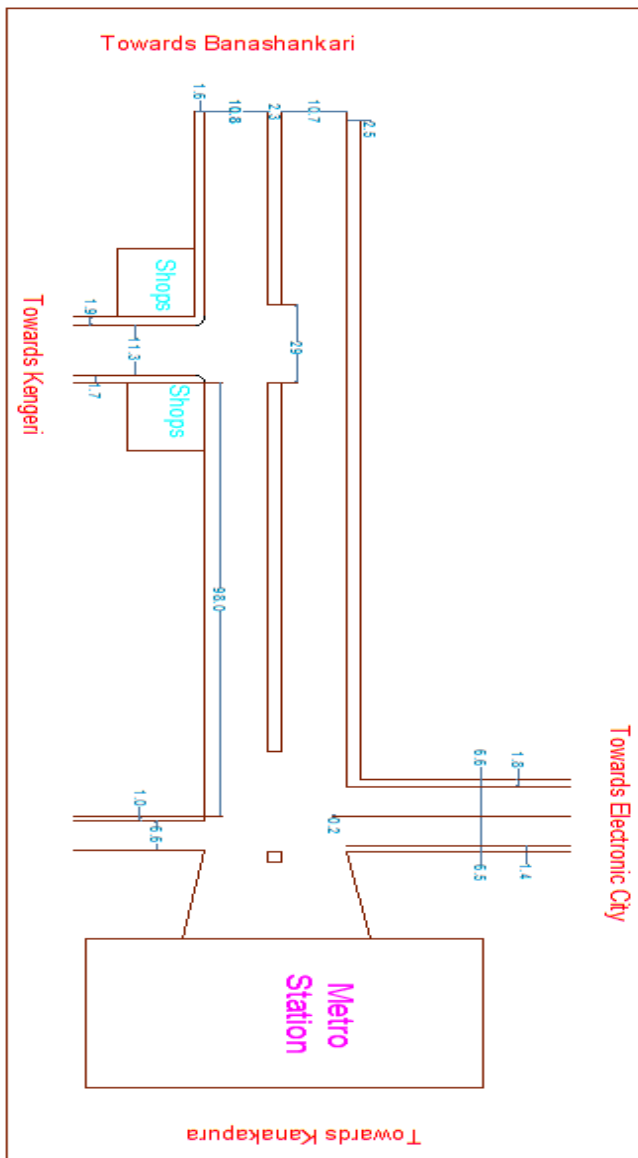 Towards Banashankari
1.6
10.8
2.3
10.7
2.5
Shops
1.9
Towards Kengeri
11.3
29
1.7
Shops
98.0
Towards Electronic City
6.6
1.8
1.0
0.2
6.6
6.5
1.4
Metro
Station
Towards Kanakapura